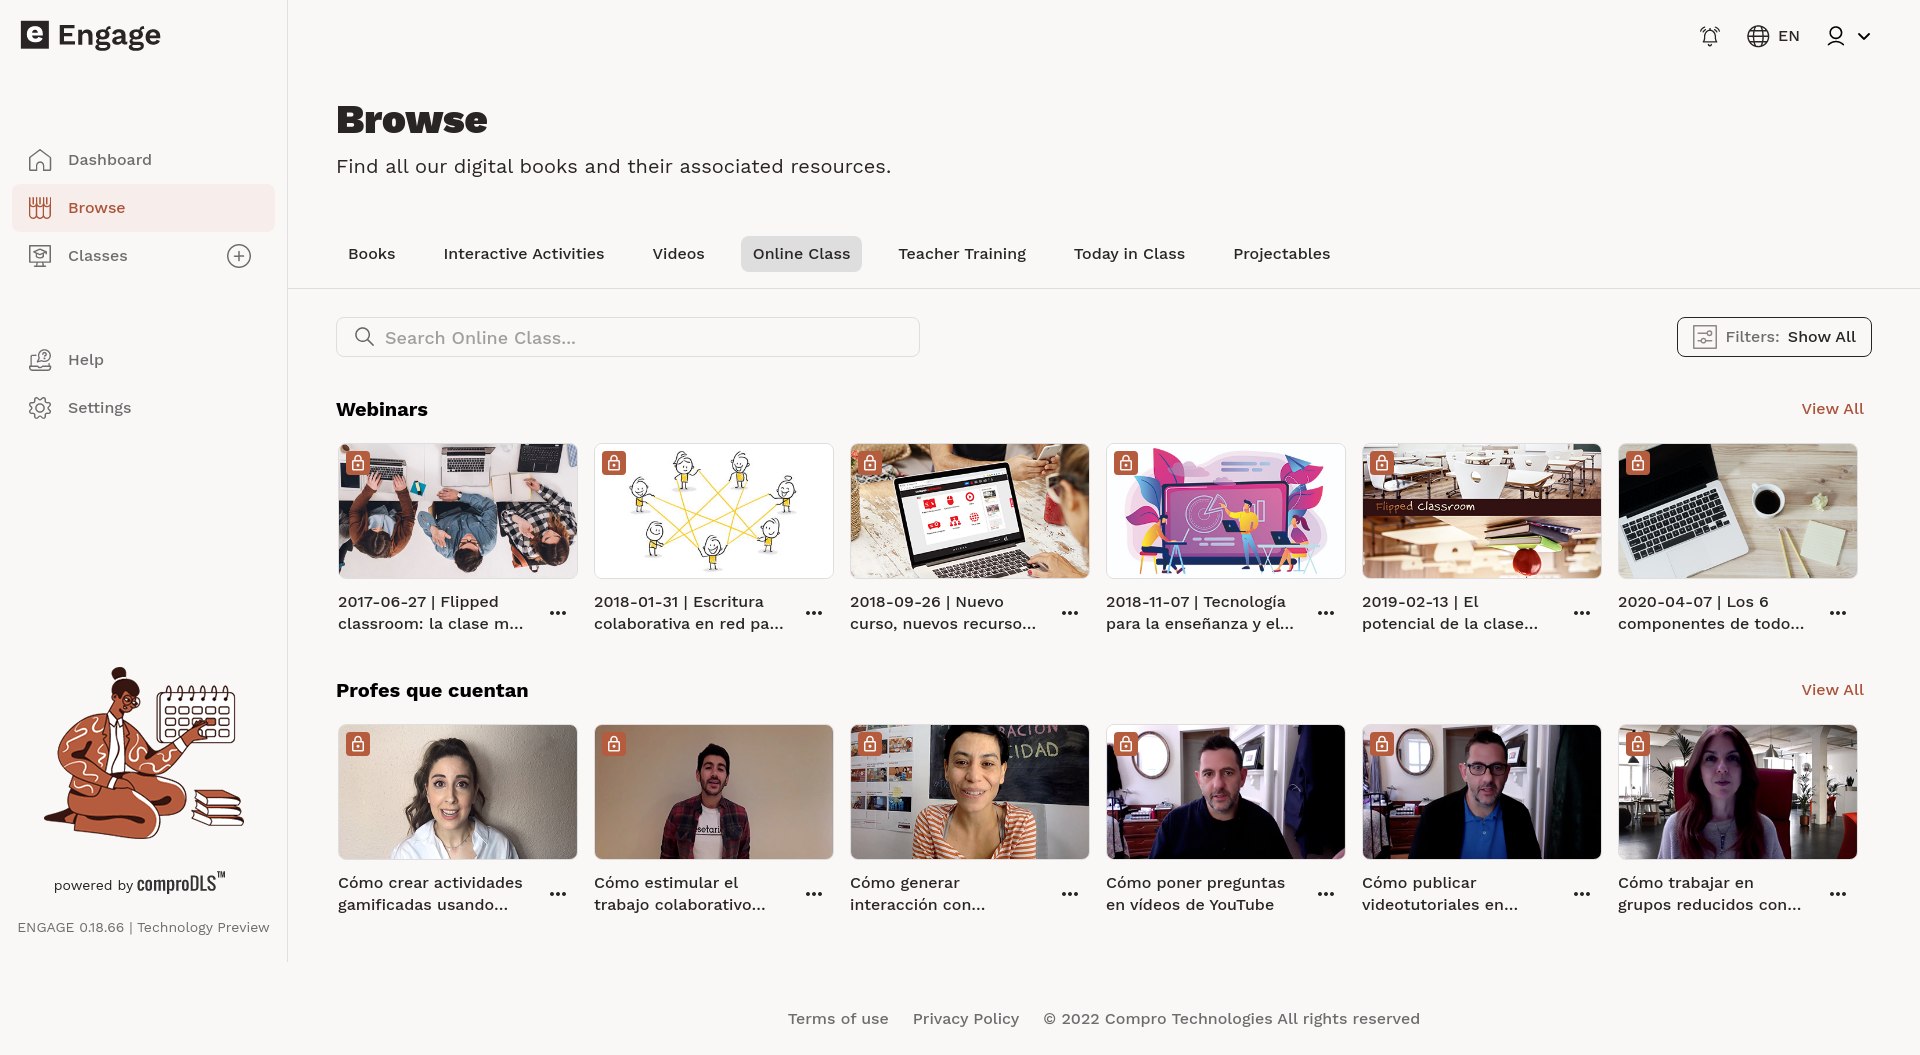 e Engage
EN
Dashboard
Browse
Classes
Help
Settings
powered by comproDLS™
ENGAGE 0.18.66 | Technology Preview
Browse
Find all our digital books and their associated resources.
Books
Interactive Activities
Videos
Online Class
Teacher Training
Today in Class
Projectables
Search Online Class...
Filters: Show All
Webinars
View All
Flipped Classroom
2017-06-27 | Flipped
classroom: la clase m...
2018-01-31 | Escritura
colaborativa en red pa...
2018-09-26 | Nuevo
curso, nuevos recurso...
2018-11-07 | Tecnología
para la enseñanza y el...
2019-02-13 | El
potencial de la clase...
2020-04-07 | Los 6
componentes de todo...
Profes que cuentan
View All
Cómo crear actividades
gamificadas usando...
Cómo estimular el
trabajo colaborativo...
Cómo generar
interacción con...
Cómo poner preguntas
en vídeos de YouTube
Cómo publicar
videotutoriales en...
Cómo trabajar en
grupos reducidos con...
Terms of use
Privacy Policy
© 2022 Compro Technologies All rights reserved